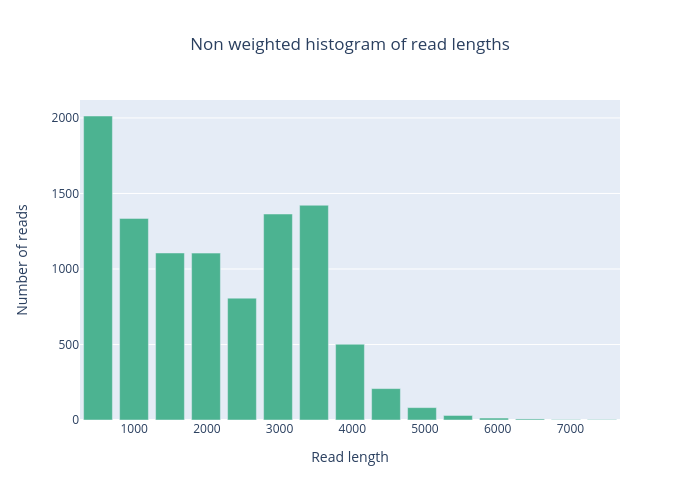 Non weighted histogram of read lengths
Number of reads
2000
1500
1000
500
0
1000 2000 3000 4000 5000 6000 7000
Read length